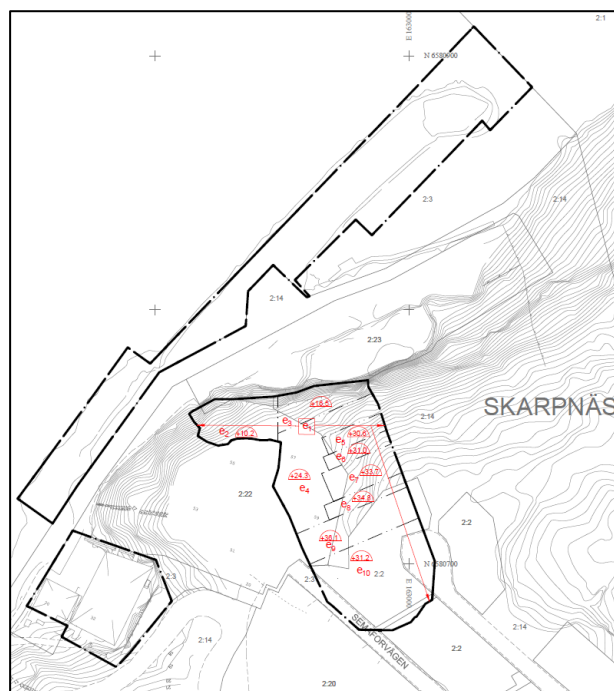 2:1
E 163000
N 6580900
2:3
2:14
2:14
2:23
SKARPNÄS
2:14
+18.5
e3
e1
e2
+10.2
e5
+30.6
e6
+31.0
+24.3
e4
e7
+33.7
+34.8
2:22
2:2
+36.1
e9
+31.2
e10
2:2
N 6580700
2:3
2:3
2:14
SEMAFORVÄGEN
2:14
2:2
2:20